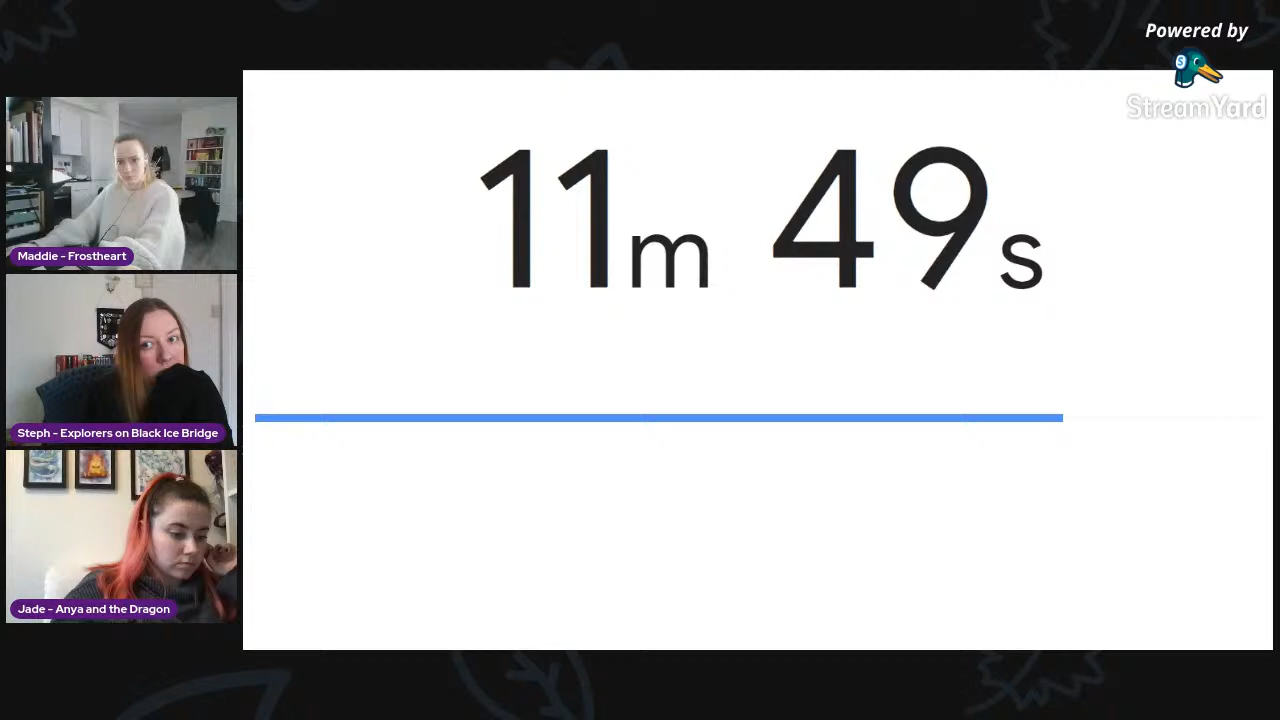 Powered by
StreamYard
11m 49s
Maddie - Frostheart
Steph - Explorers on Black Ice Bridge
Jade - Anya and the Dragon